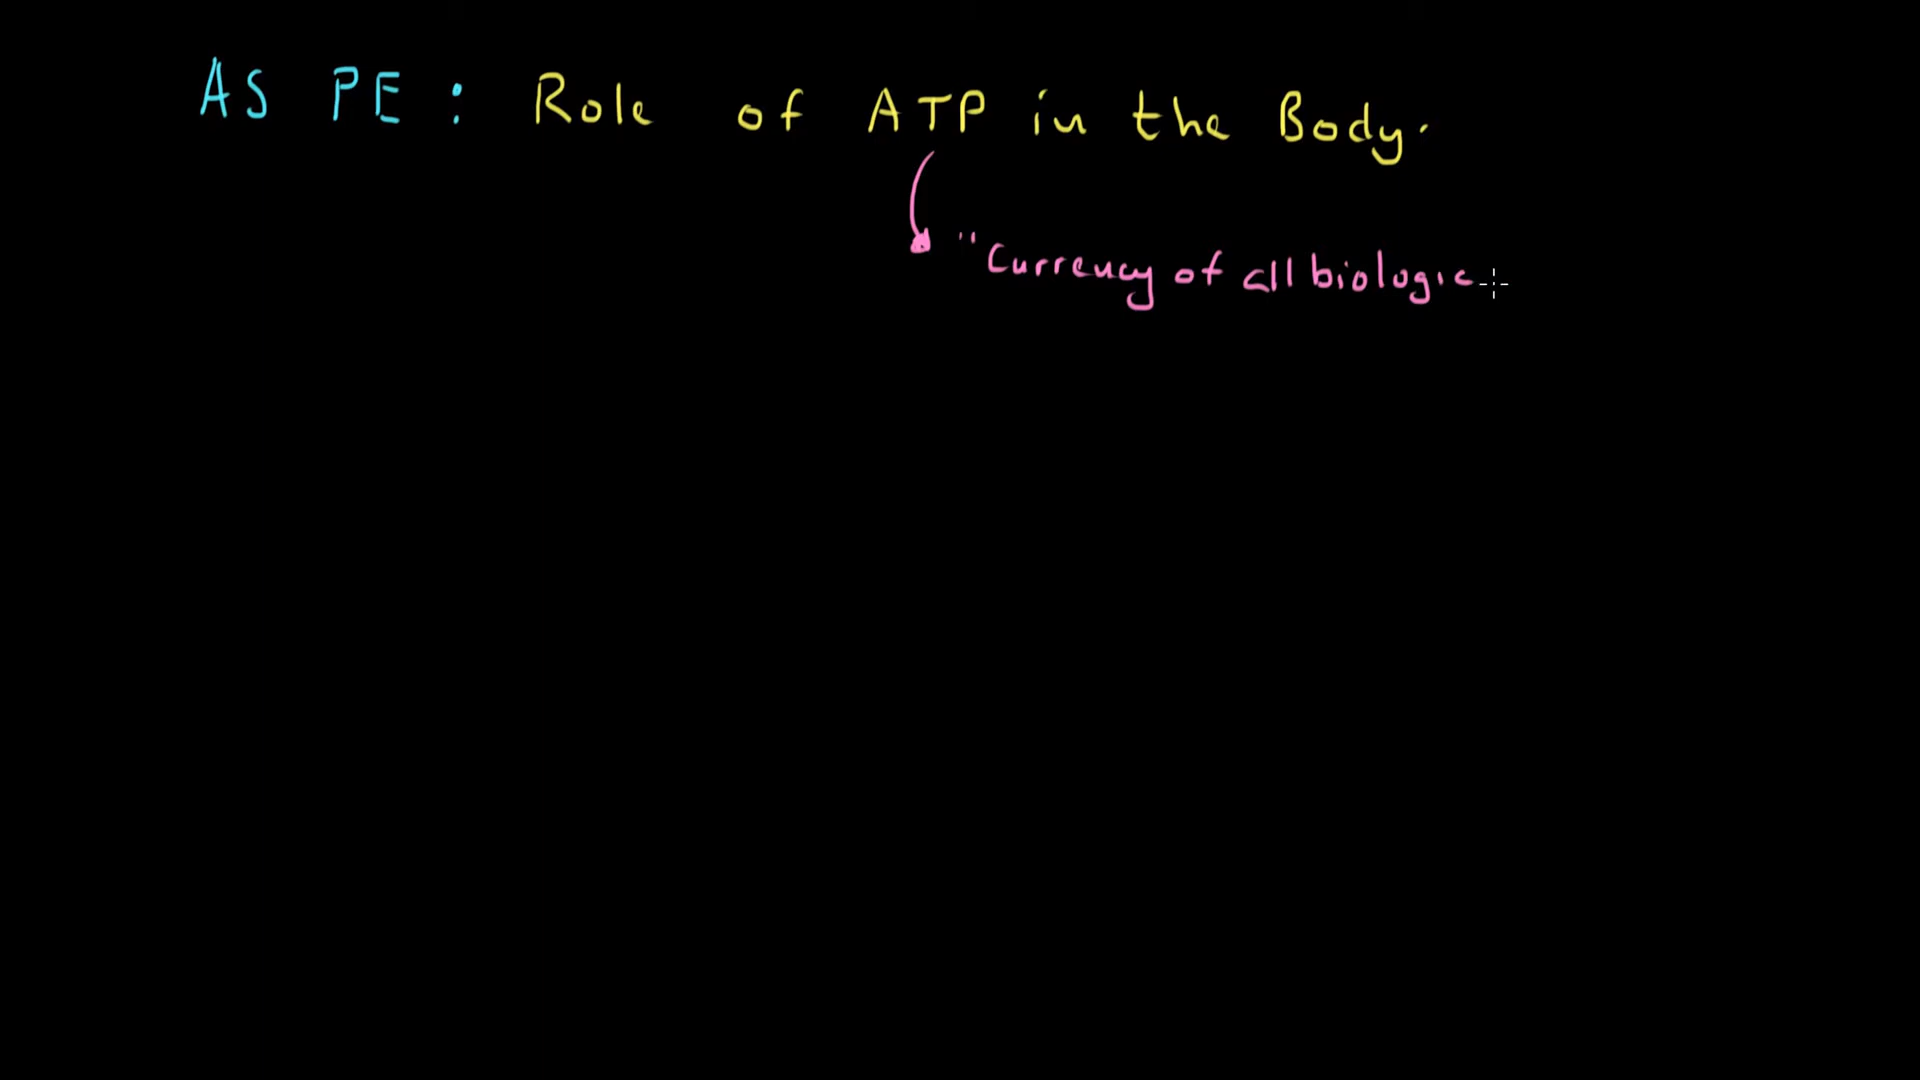 AS PE : Role of ATP in the Body.
"Currency of all biologic